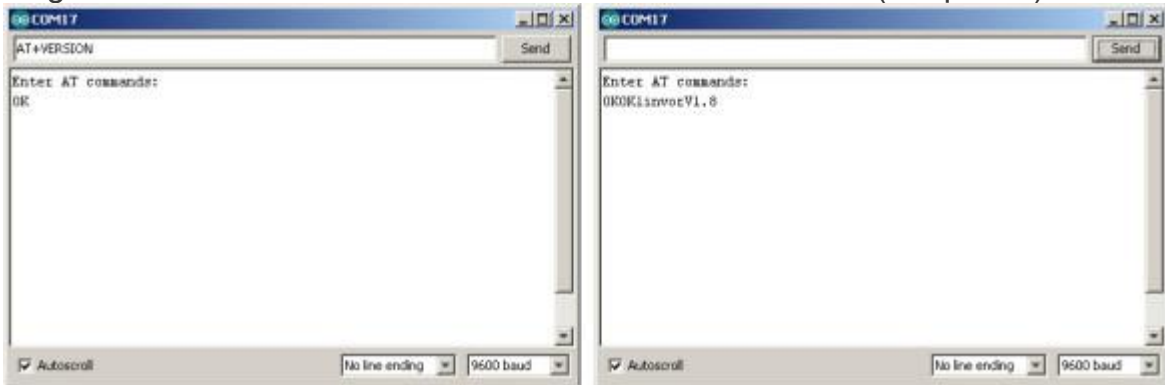 COM17
AT+VERSION
Send
Enter AT commands:
OK
Autoscroll
No line ending
9600 baud
COM17
Send
Enter AT commands:
OKOKlinvorV1.8
Autoscroll
No line ending
9600 baud